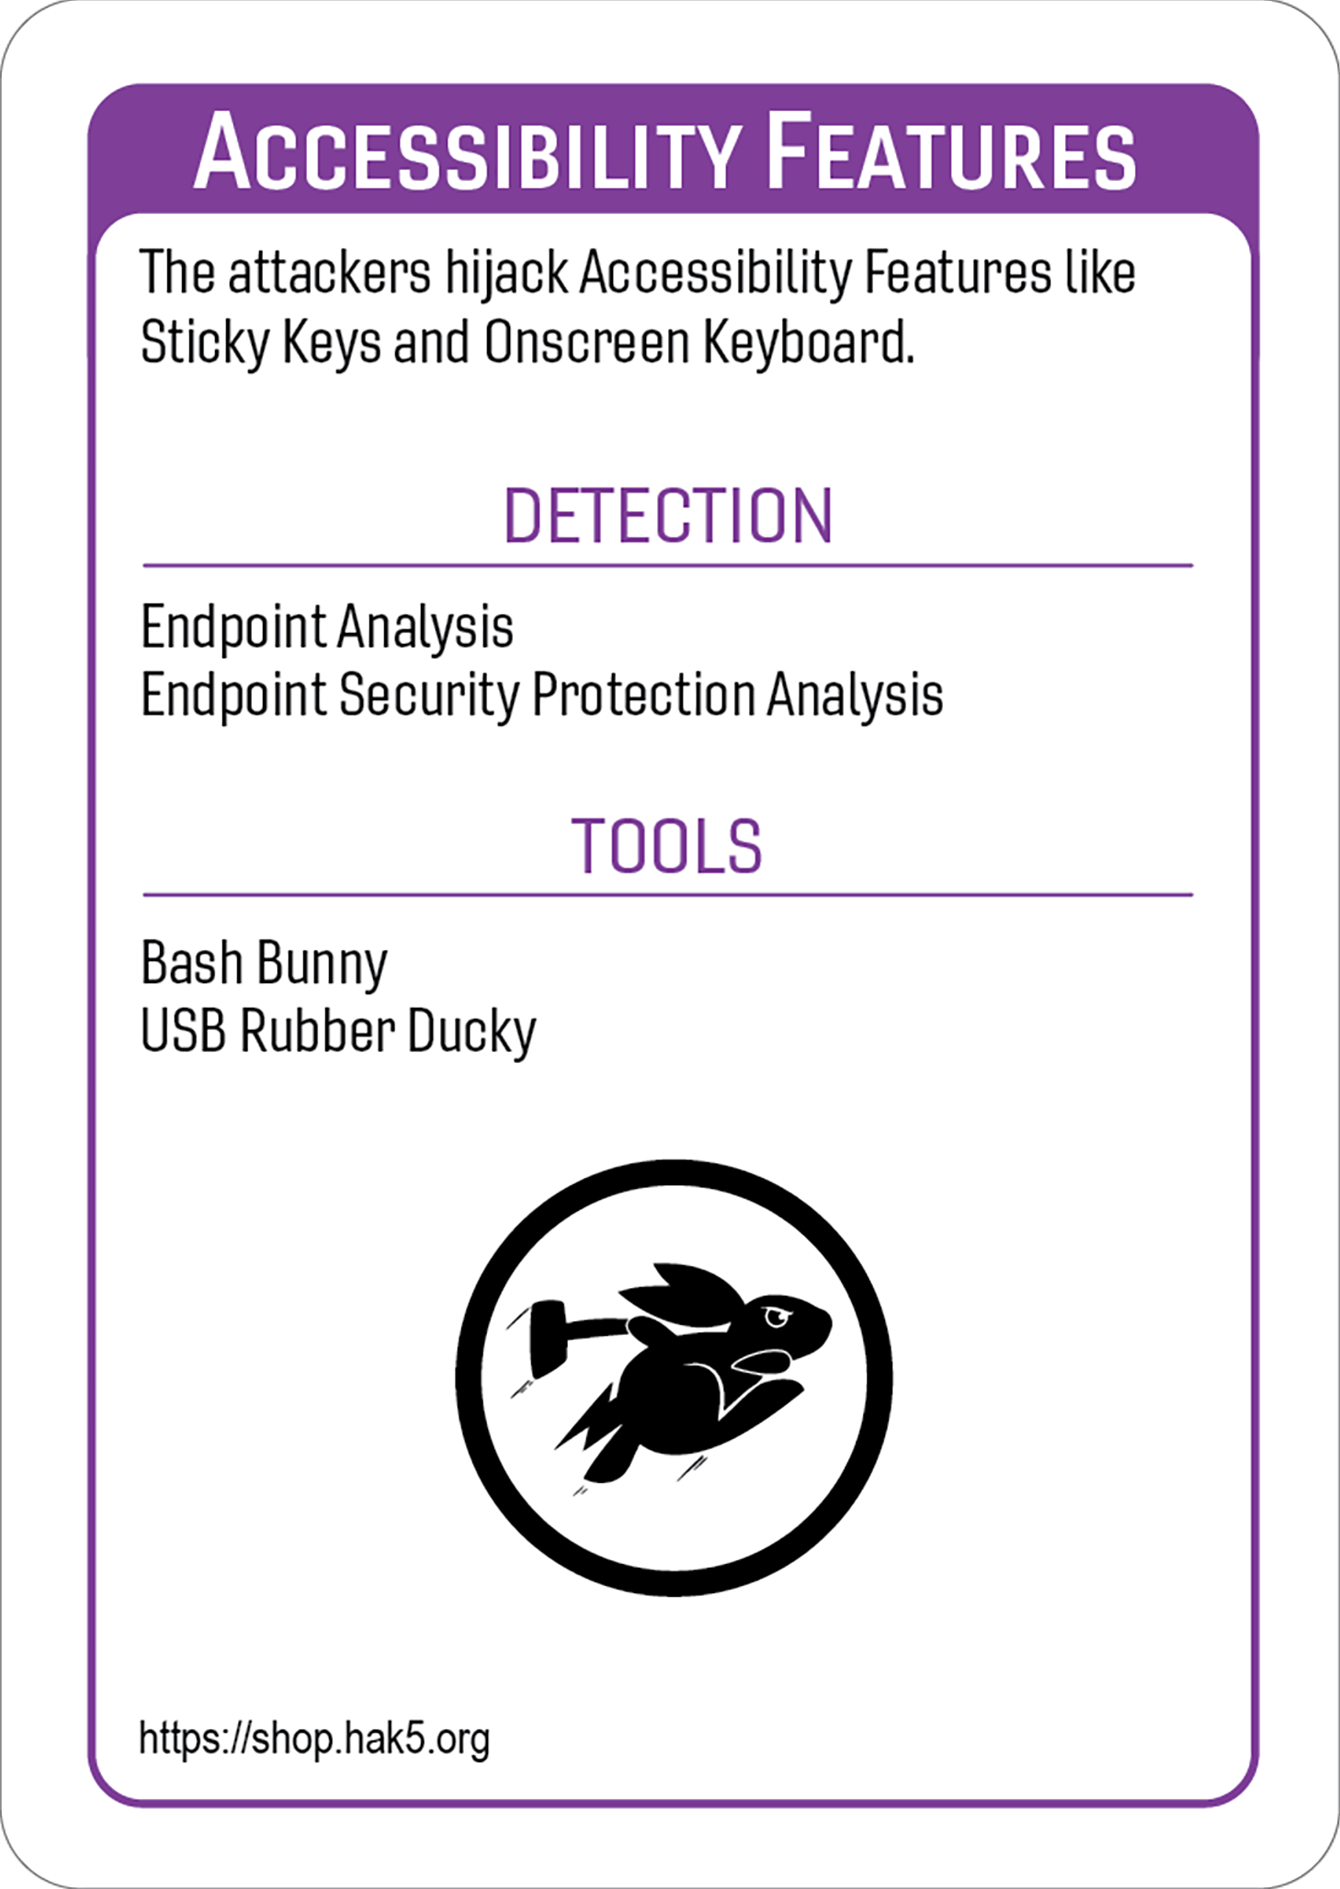 ACCESSIBILITY FEATURES
The attackers hijack Accessibility Features like
Sticky Keys and Onscreen Keyboard.
DETECTION
Endpoint Analysis
Endpoint Security Protection Analysis
TOOLS
Bash Bunny
USB Rubber Ducky
https://shop.hak5.org